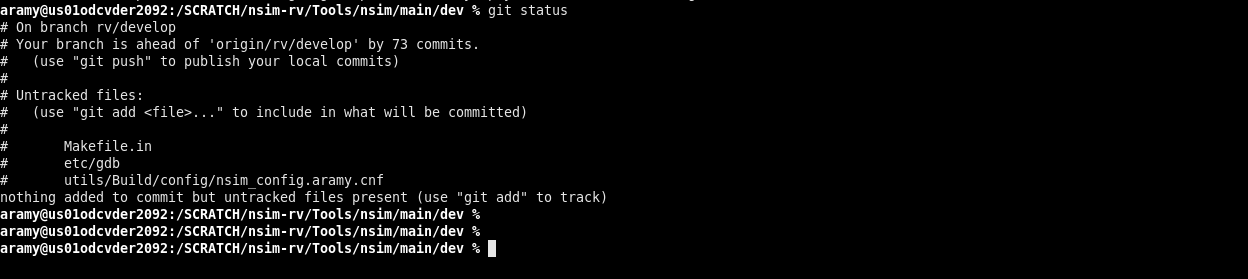 aramy@us01odcvder2092:/SCRATCH/nsim-rv/Tools/nsim/main/dev % git status
# On branch rv/develop
# Your branch is ahead of 'origin/rv/develop' by 73 commits.
#   (use "git push" to publish your local commits)
#
# Untracked files:
#   (use "git add <file>..." to include in what will be committed)
#
#       Makefile.in
#       etc/gdb
#       utils/Build/config/nsim_config.aramy.cnf
nothing added to commit but untracked files present (use "git add" to track)
aramy@us01odcvder2092:/SCRATCH/nsim-rv/Tools/nsim/main/dev %
aramy@us01odcvder2092:/SCRATCH/nsim-rv/Tools/nsim/main/dev %
aramy@us01odcvder2092:/SCRATCH/nsim-rv/Tools/nsim/main/dev %